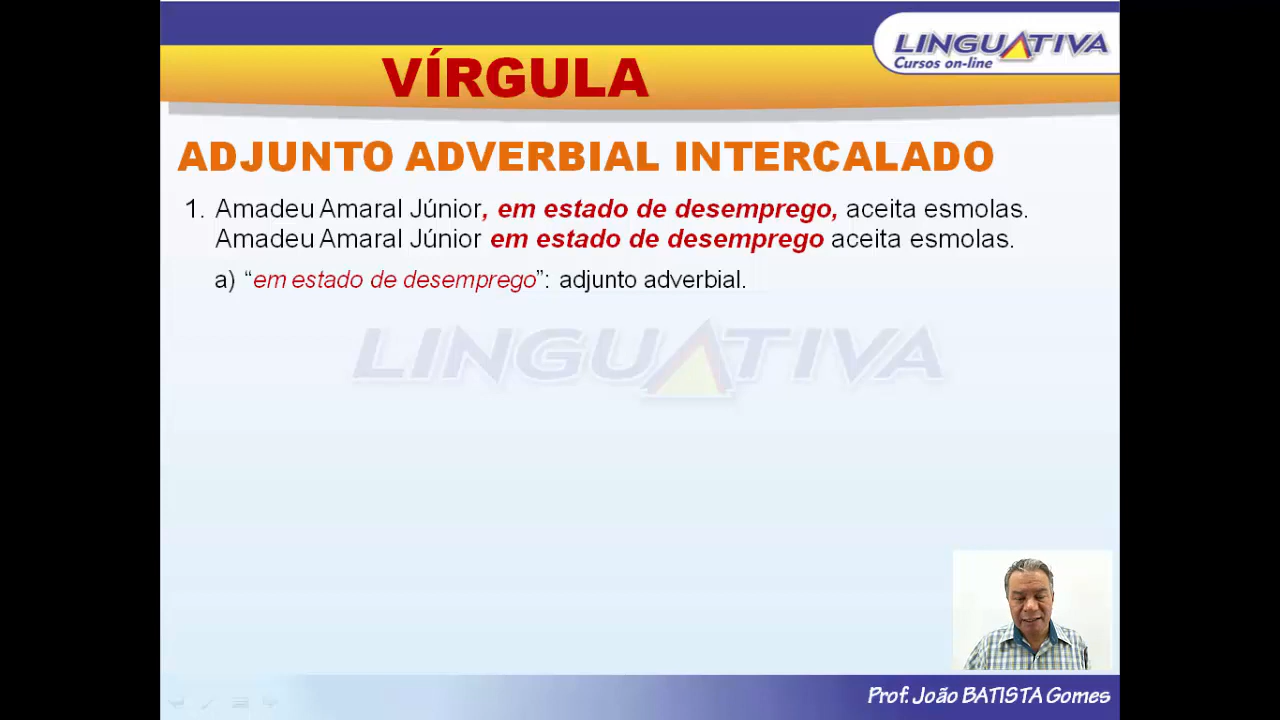 LINGUATIVA
Cursos on-line
VÍRGULA
ADJUNTO ADVERBIAL INTERCALADO
1. Amadeu Amaral Júnior, em estado de desemprego, aceita esmolas.
Amadeu Amaral Júnior em estado de desemprego aceita esmolas.
a) “em estado de desemprego”: adjunto adverbial.
LINGUATIVA
Prof. João BATISTA Gomes